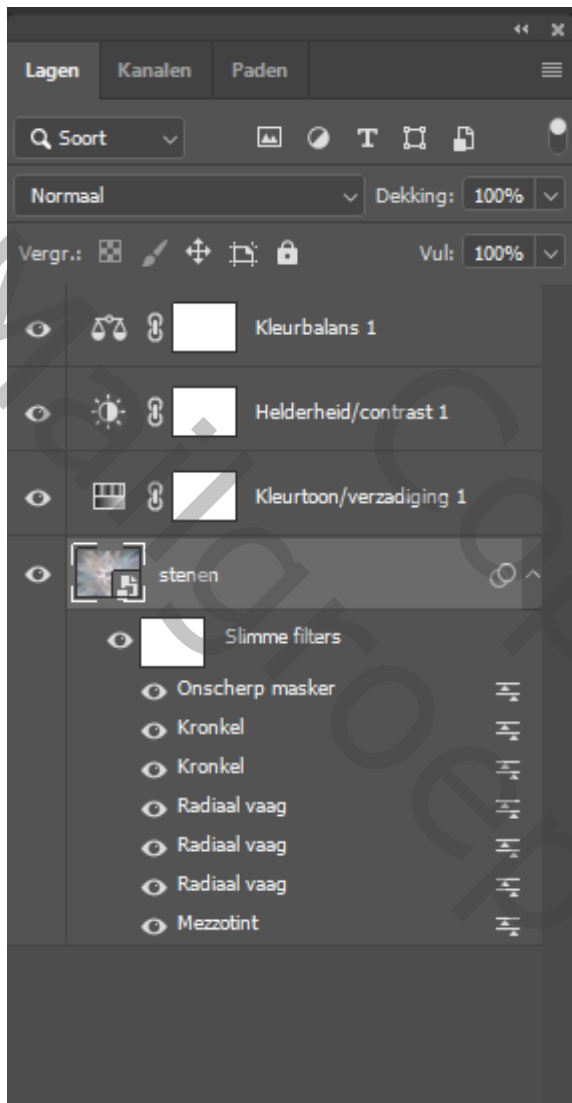 Lagen Kanalen Paden
Soort T
Normaal Dekking: 100%
Vergr.: Vul: 100%
Kleurbalans 1
Helderheid/contrast 1
Kleurtoon/verzadiging 1
stenen
Slimme filters
Onscherp masker
Kronkel
Kronkel
Radiaal vaag
Radiaal vaag
Radiaal vaag
Mezzotint